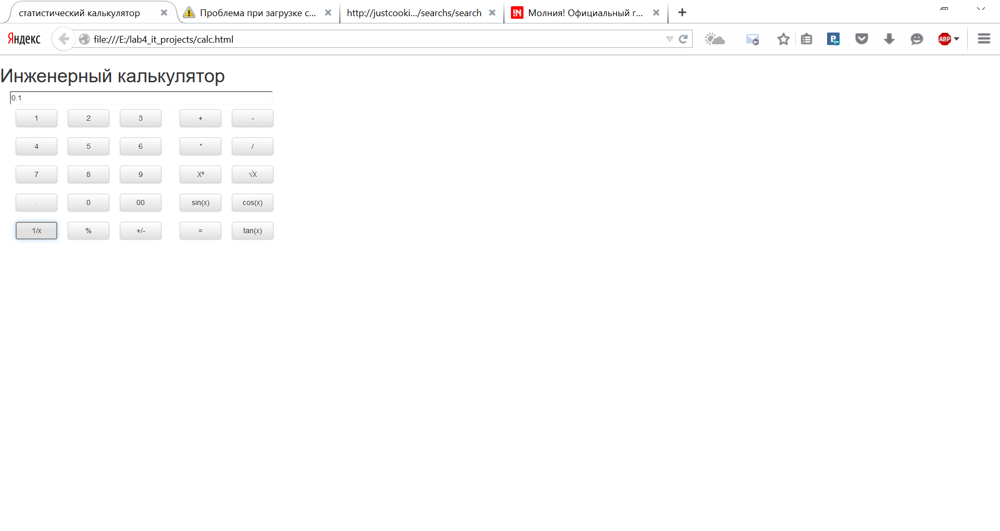 статистический калькулятор
Проблема при загрузке с...
http://justcooki.../searchs/search
!N Молния! Официальный г...
Яндекс
file:///E:/lab4_it_projects/calc.html
ABP
Инженерный калькулятор
0.1
1 2 3 + -
4 5 6 * /
7 8 9 X² √X
. 0 00 sin(x) cos(x)
1/x % +/- = tan(x)